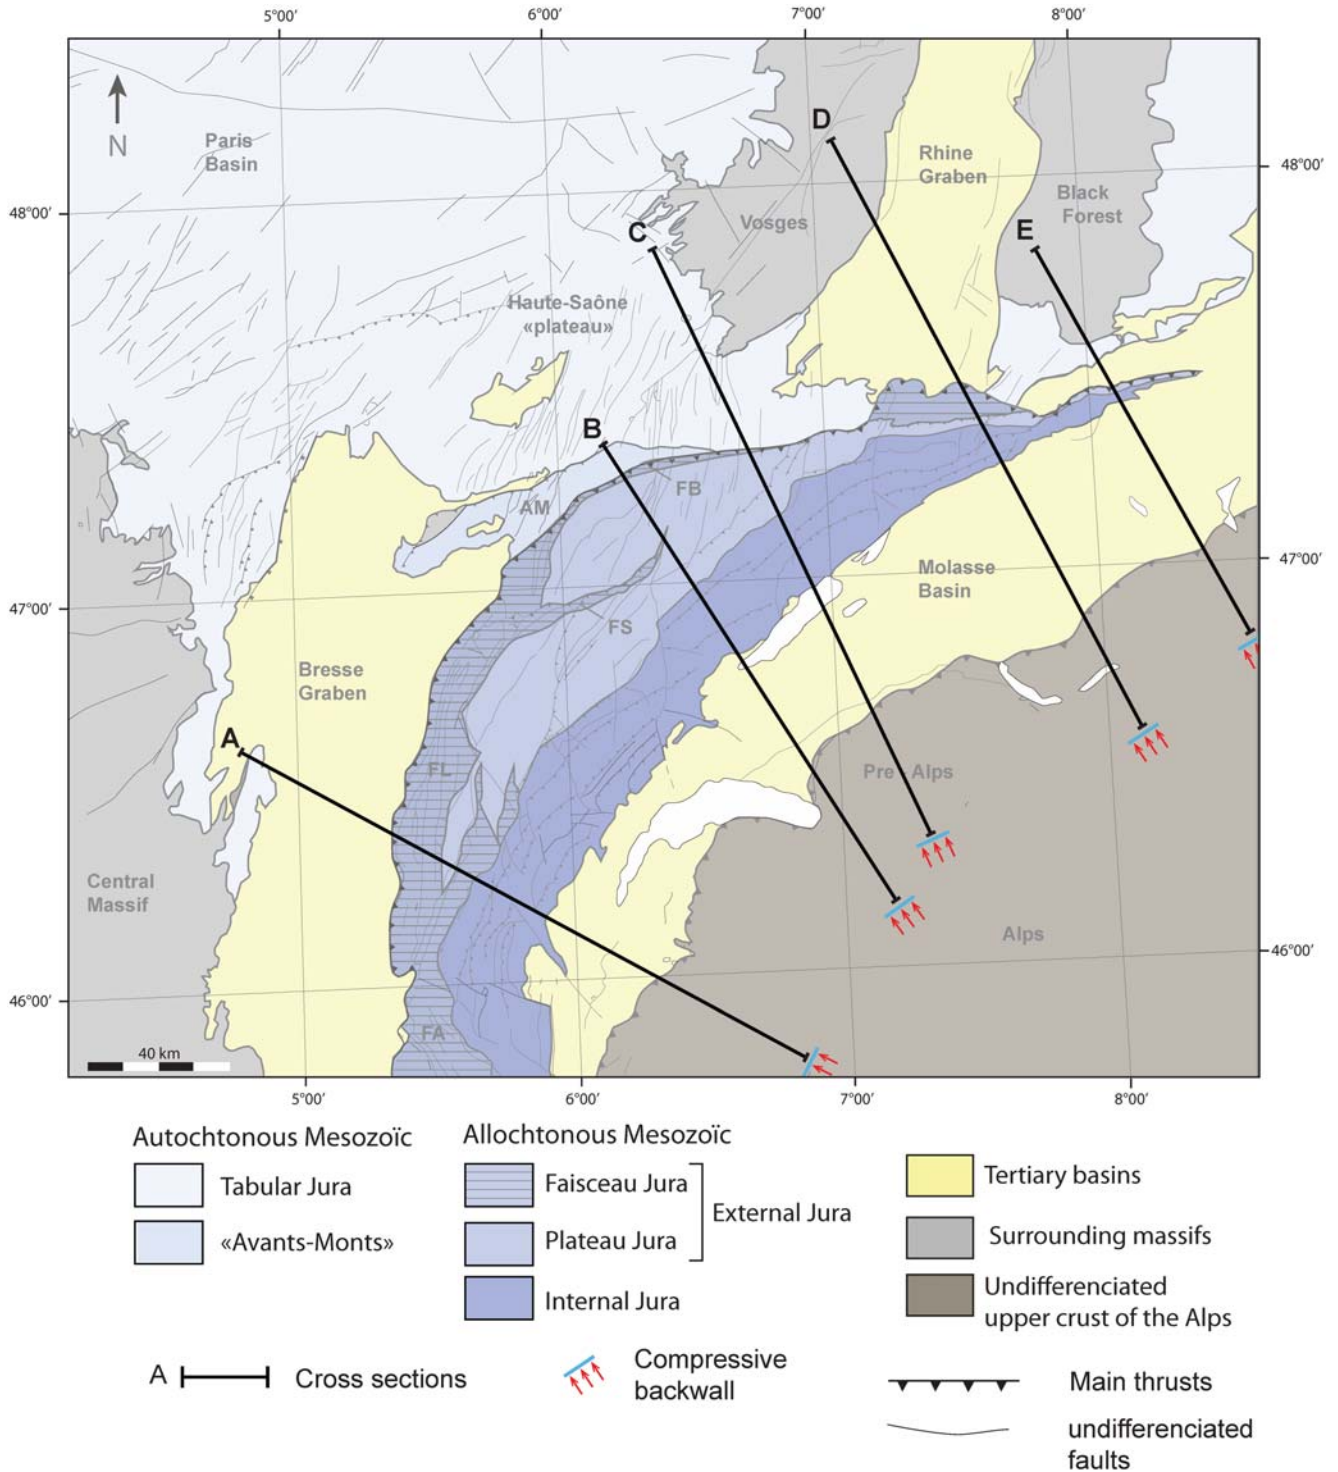 5°00′ 6°00′ 7°00′ 8°00′
N
Paris
Basin
D
Rhine
Graben
48°00′
Black
Forest
48°00′
Vosges
C
E
Haute-Saône
«plateau»
B
FB
AM
Molasse
Basin
47°00′
47°00′
FS
Bresse
Graben
A
FL
Pre-Alps
Central
Massif
Alps
46°00′
46°00′
FA
40 km
5°00′ 6°00′ 7°00′ 8°00′
Autochtonous Mesozoïc
Tabular Jura
«Avants-Monts»
Allochtonous Mesozoïc
Faisceau Jura
Plateau Jura
External Jura
Internal Jura
Tertiary basins
Surrounding massifs
Undifferenciated
upper crust of the Alps
A Cross sections
Compressive
backwall
Main thrusts
undifferenciated
faults